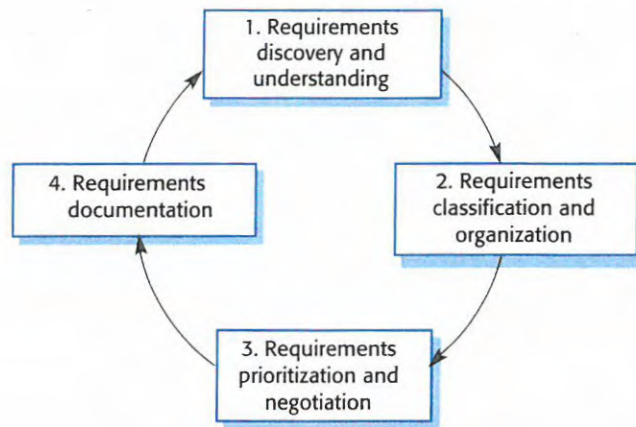 1. Requirements
discovery and
understanding
2. Requirements
classification and
organization
3. Requirements
prioritization and
negotiation
4. Requirements
documentation